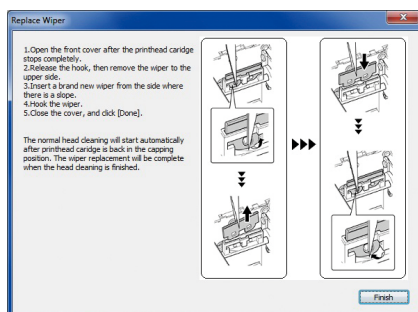 Replace Wiper
1.Open the front cover after the printhead caridge
stops completely.
2.Release the hook, then remove the wiper to the
upper side.
3.Insert a brand new wiper from the side where
there is a slope.
4.Hook the wiper.
5.Close the cover, and click [Done].
The normal head cleaning will start automatically
after printhead caridge is back in the capping
position. The wiper replacement will be complete
when the head cleaning is finished.
Finish